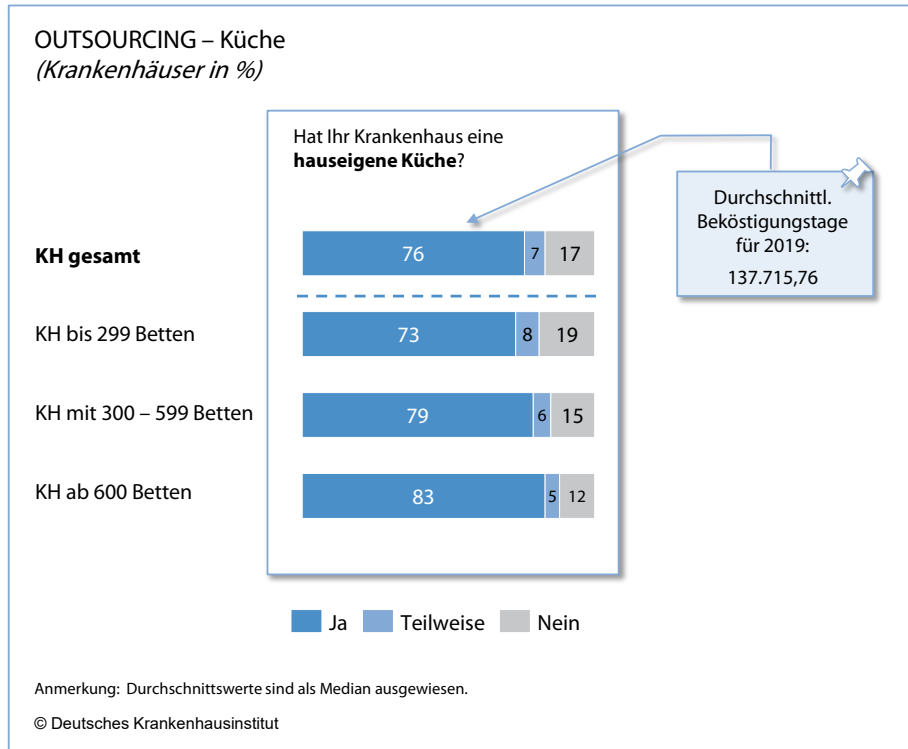 OUTSOURCING – Küche
(Krankenhäuser in %)
Hat Ihr Krankenhaus eine
hauseigene Küche?
Durchschnittl.
Beköstigungstage
für 2019:
137.715,76
KH gesamt
76 7 17
KH bis 299 Betten
73 8 19
KH mit 300 – 599 Betten
79 6 15
KH ab 600 Betten
83 5 12
Ja Teilweise Nein
Anmerkung: Durchschnittswerte sind als Median ausgewiesen.
© Deutsches Krankenhausinstitut